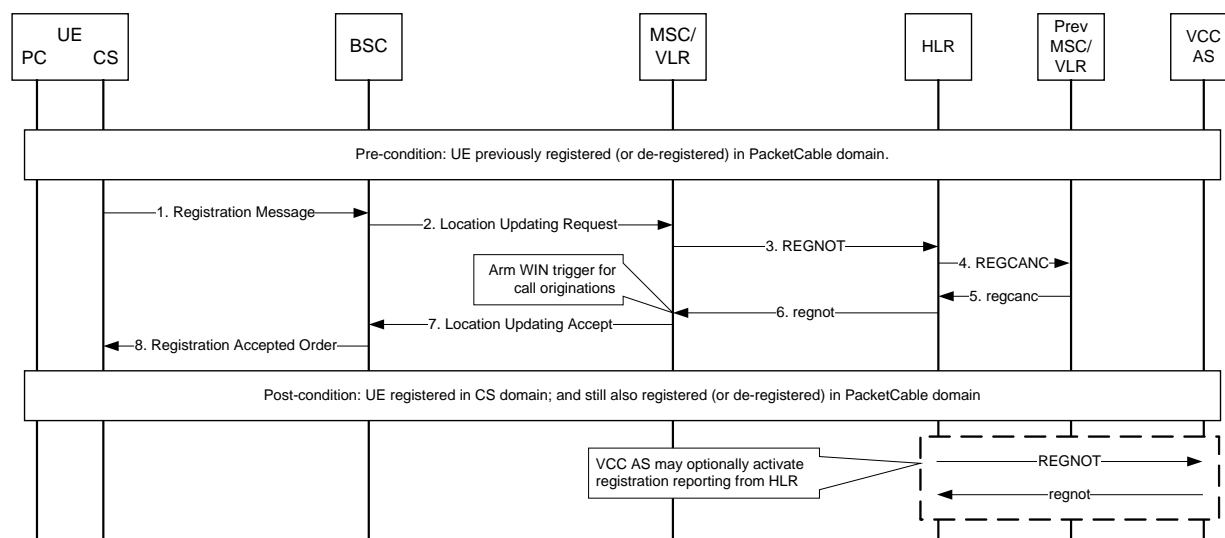 UE
PC CS
BSC
MSC/
VLR
HLR
Prev
MSC/
VLR
VCC
AS
Pre-condition: UE previously registered (or de-registered) in PacketCable domain.
1. Registration Message
2. Location Updating Request
3. REGNOT
4. REGCANC
Arm WIN trigger for
call originations
5. regcanc
6. regnot
7. Location Updating Accept
8. Registration Accepted Order
Post-condition: UE registered in CS domain; and still also registered (or de-registered) in PacketCable domain
VCC AS may optionally activate
registration reporting from HLR
REGNOT
regnot